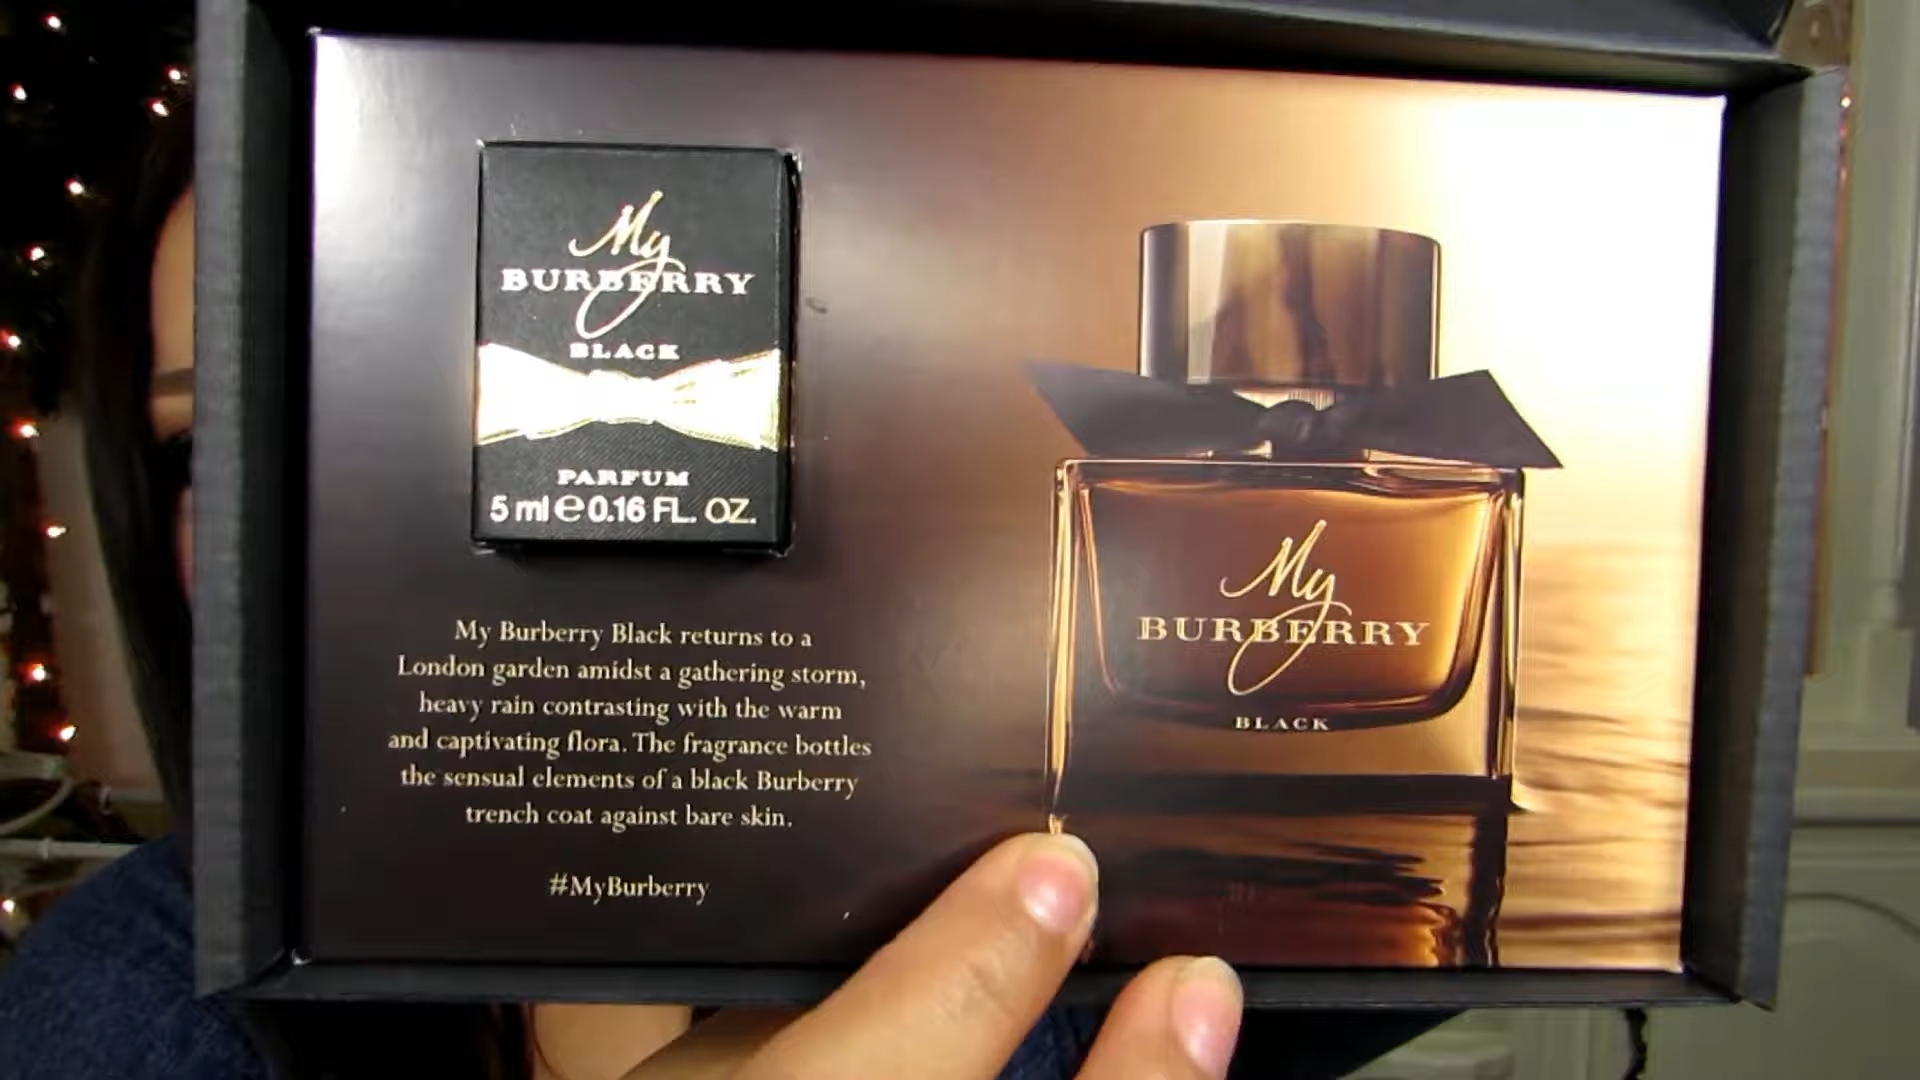 My
BURBERRY
BLACK
PARFUM
5 ml e 0.16 FL. OZ.
My Burberry Black returns to a
London garden amidst a gathering storm,
heavy rain contrasting with the warm
and captivating flora. The fragrance bottles
the sensual elements of a black Burberry
trench coat against bare skin.
#MyBurberry
My
BURBERRY
BLACK